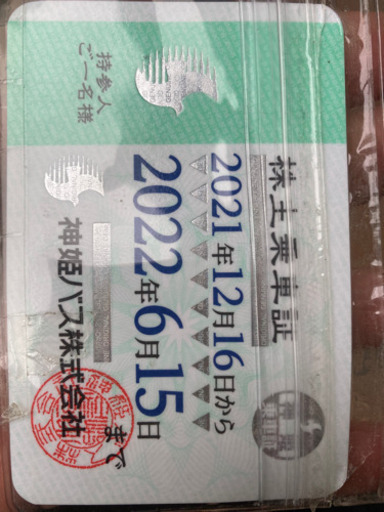 株主乗車証
2021年12月16日から
2022年6月15日
まで
神姫バス株式会社
持参人
ご一名様